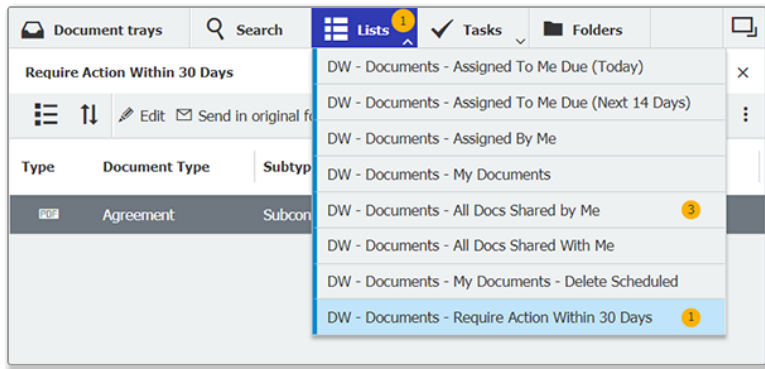 Document trays Search Lists 1 Tasks Folders
Require Action Within 30 Days
Edit Send in original fo
Type Document Type Subtyp
PDF Agreement Subcon
DW - Documents - Assigned To Me Due (Today)
DW - Documents - Assigned To Me Due (Next 14 Days)
DW - Documents - Assigned By Me
DW - Documents - My Documents
DW - Documents - All Docs Shared by Me 3
DW - Documents - All Docs Shared With Me
DW - Documents - My Documents - Delete Scheduled
DW - Documents - Require Action Within 30 Days 1